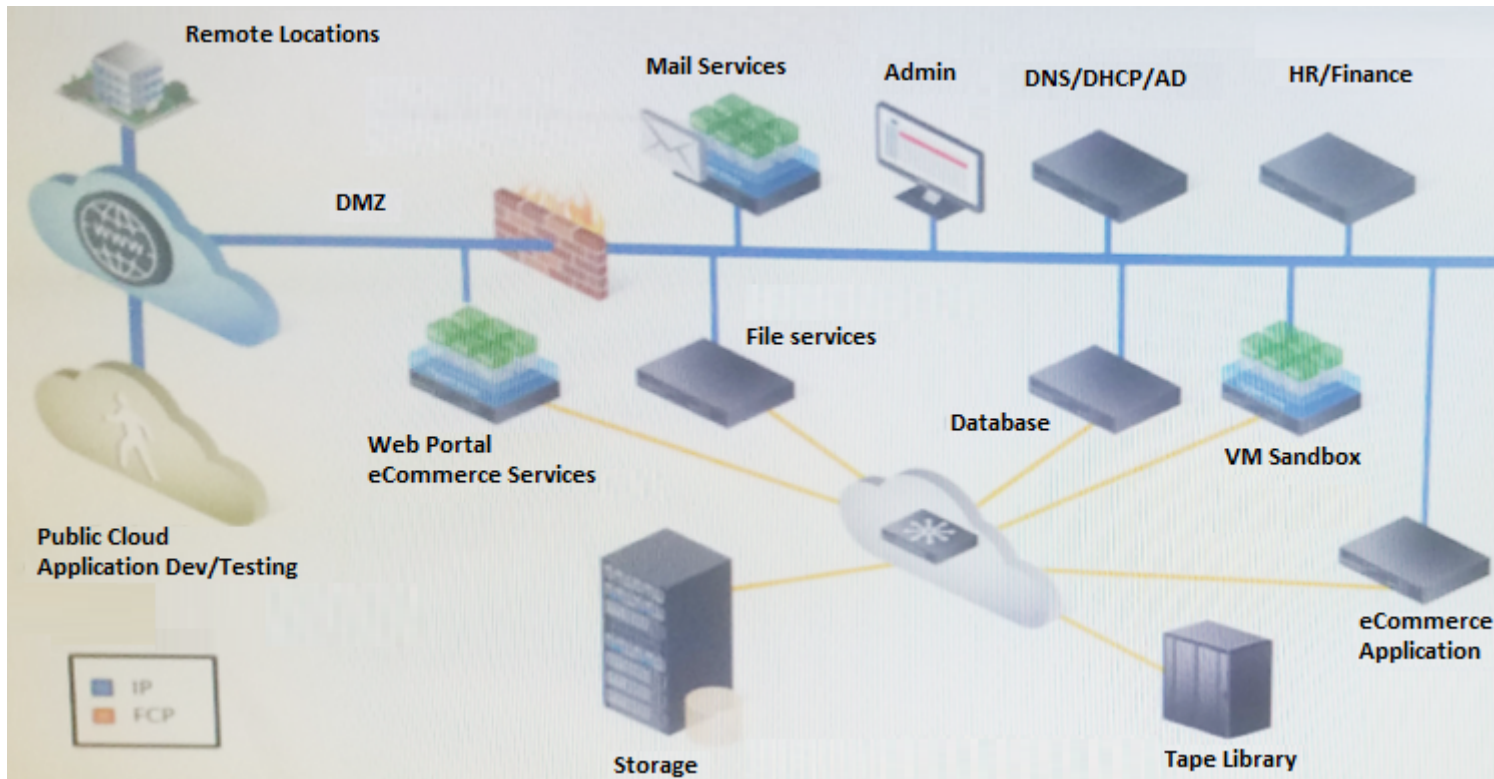 Remote Locations
Mail Services
Admin
DNS/DHCP/AD
HR/Finance
DMZ
www
File services
Database
Web Portal
eCommerce Services
VM Sandbox
Public Cloud
Application Dev/Testing
eCommerce
Application
IP
FCP
Storage
Tape Library